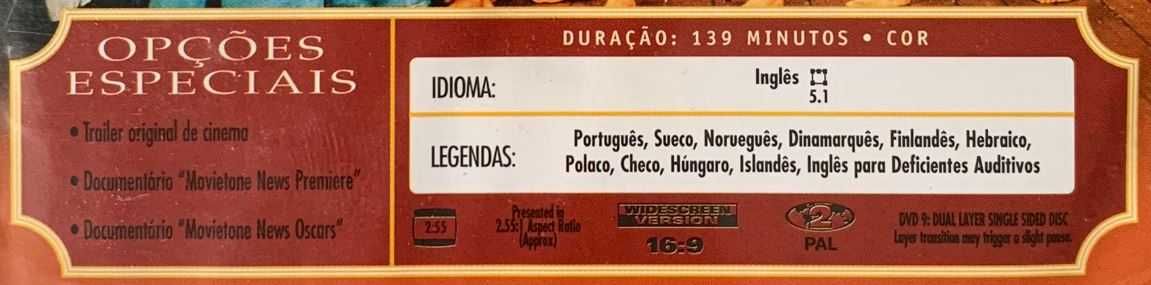 OPÇÕES
ESPECIAIS
• Trailer original de cinema
• Documentário “Movietone News Premiere”
• Documentário “Movietone News Oscars”
DURAÇÃO: 139 MINUTOS • COR
IDIOMA:
Inglês
5.1
LEGENDAS:
Português, Sueco, Norueguês, Dinamarquês, Finlandês, Hebraico,
Polaco, Checo, Húngaro, Islandês, Inglês para Deficientes Auditivos
2:55
Presented in
2.55:1 Aspect Ratio
(Approx)
WIDESCREEN
VERSION
16:9
2
PAL
DVD 9: DUAL LAYER SINGLE SIDED DISC
Layer transition may trigger a slight pause.